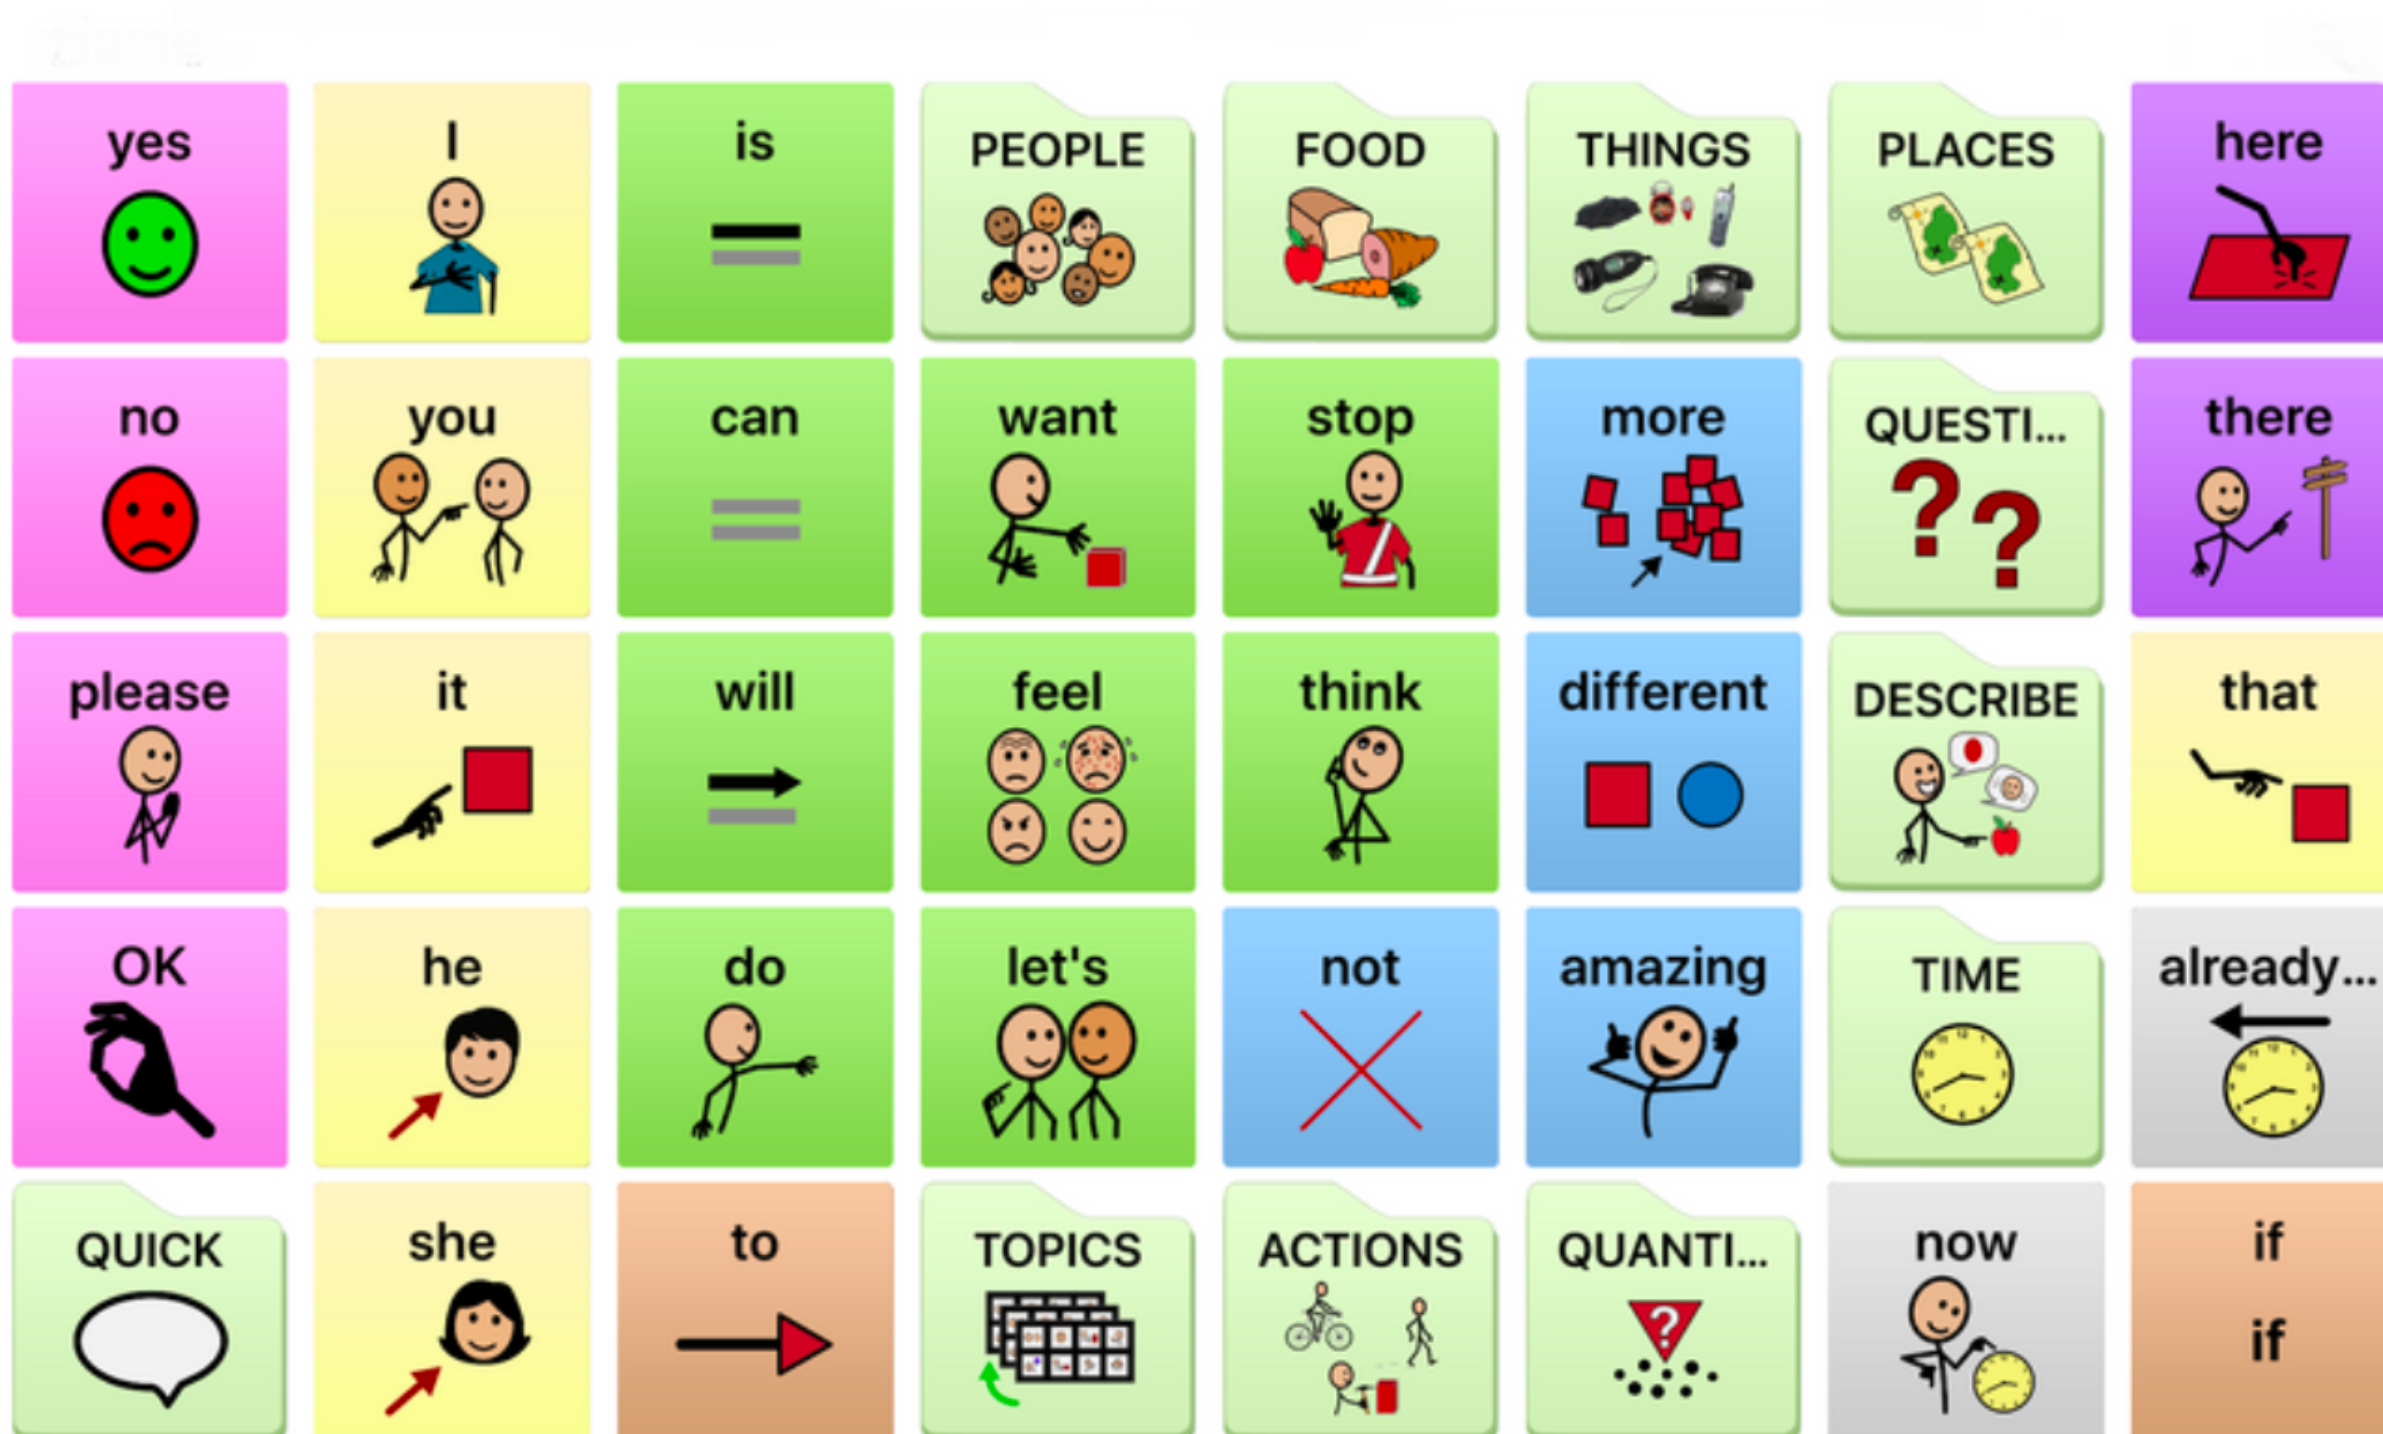 yes I is PEOPLE FOOD THINGS PLACES here
no you can want stop more QUESTI... there
please it will feel think different DESCRIBE that
OK he do let's not amazing TIME already...
QUICK she to TOPICS ACTIONS QUANTI... now if
if